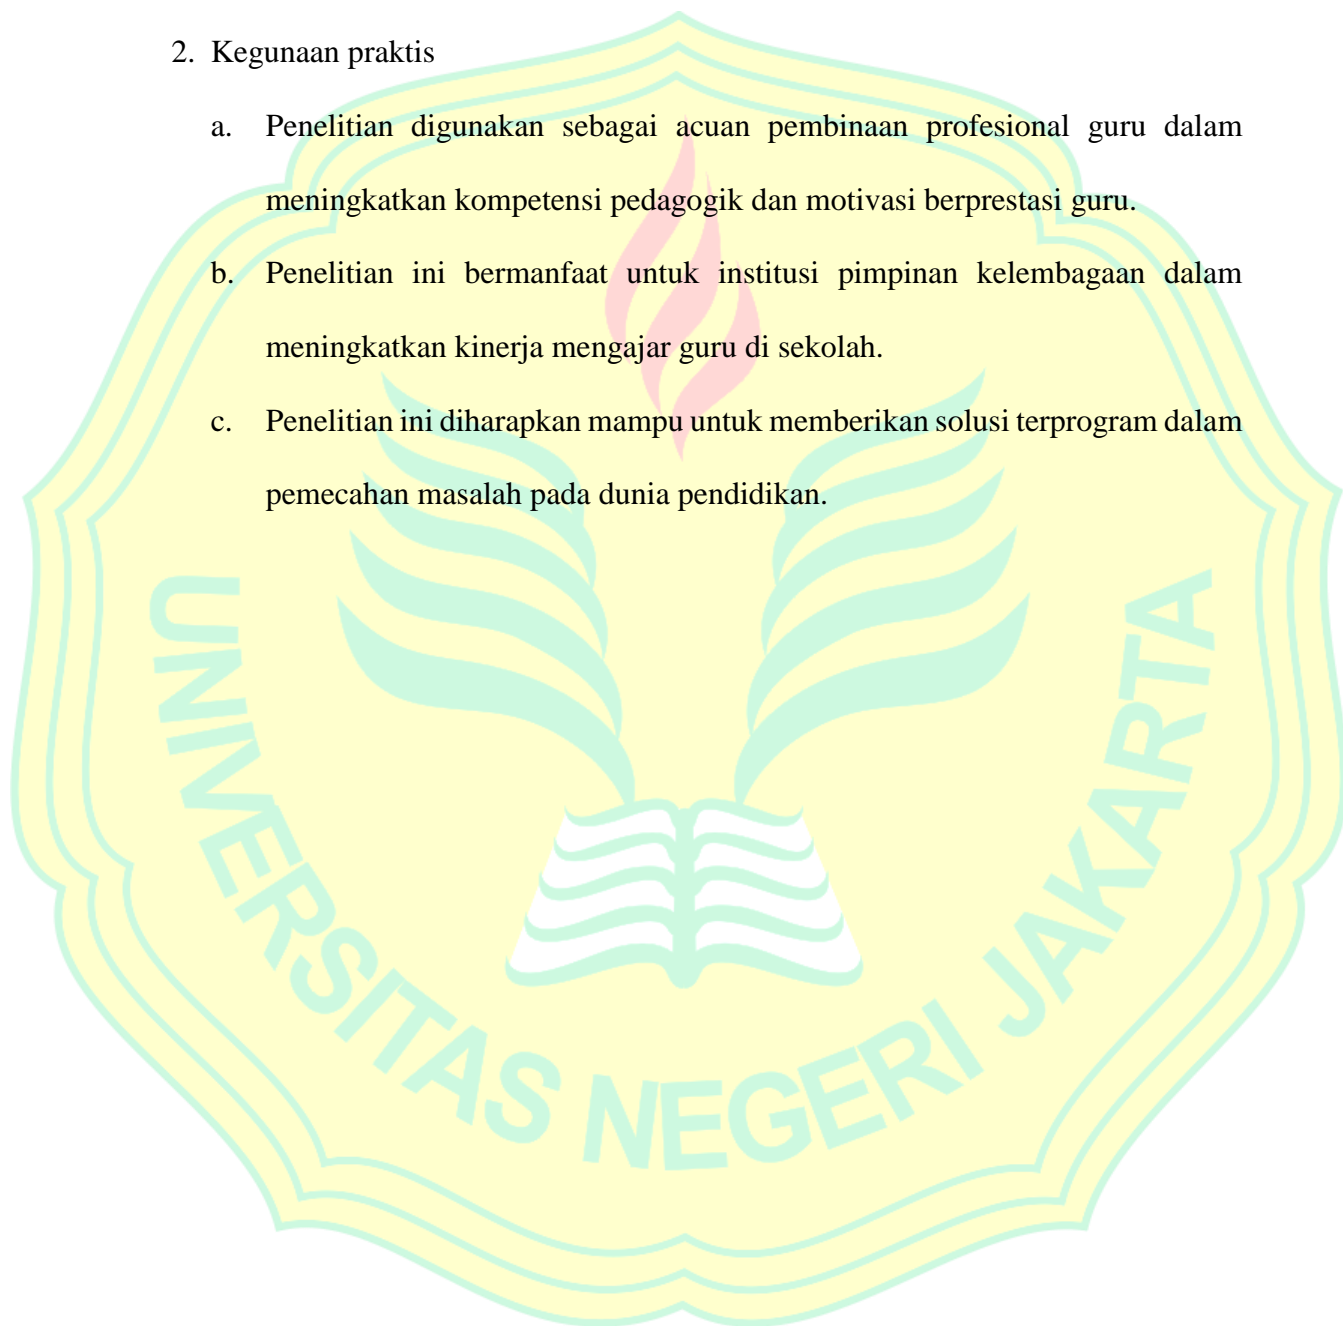 2. Kegunaan praktis
a. Penelitian digunakan sebagai acuan pembinaan profesional guru dalam
meningkatkan kompetensi pedagogik dan motivasi berprestasi guru.
b. Penelitian ini bermanfaat untuk institusi pimpinan kelembagaan dalam
meningkatkan kinerja mengajar guru di sekolah.
c. Penelitian ini diharapkan mampu untuk memberikan solusi terprogram dalam
pemecahan masalah pada dunia pendidikan.
UNIVERSITAS NEGERI JAKARTA